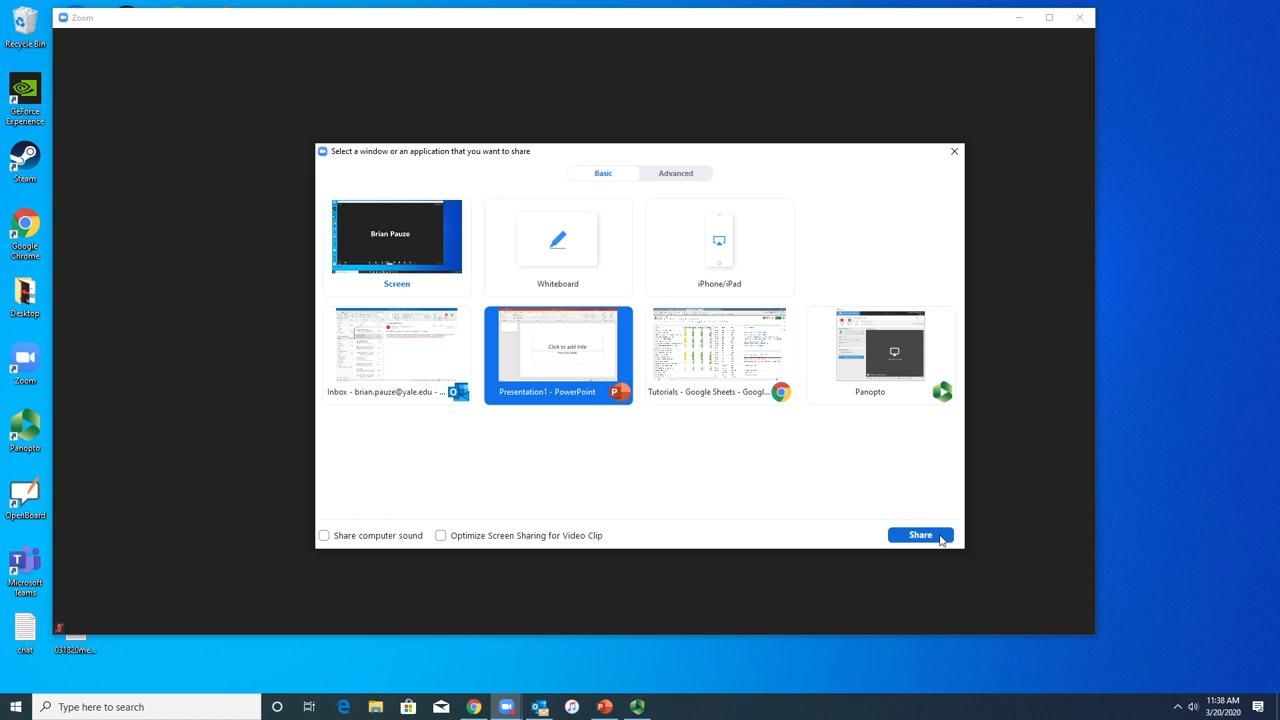 Zoom
Recycle Bin
GeForce
Experience
Steam
Google
Chrome
Desktop
Zoom
Panopto
OpenBoard
Microsoft
Teams
chat
031820me...
Select a window or an application that you want to share
Basic
Advanced
Brian Pauze
Screen
Whiteboard
iPhone/iPad
Inbox - brian.pauze@yale.edu - ...
Click to add title
Presentation1 - PowerPoint
Tutorials - Google Sheets - Googl...
Panopto
Share computer sound
Optimize Screen Sharing for Video Clip
Share
Type here to search
11:38 AM
3/20/2020